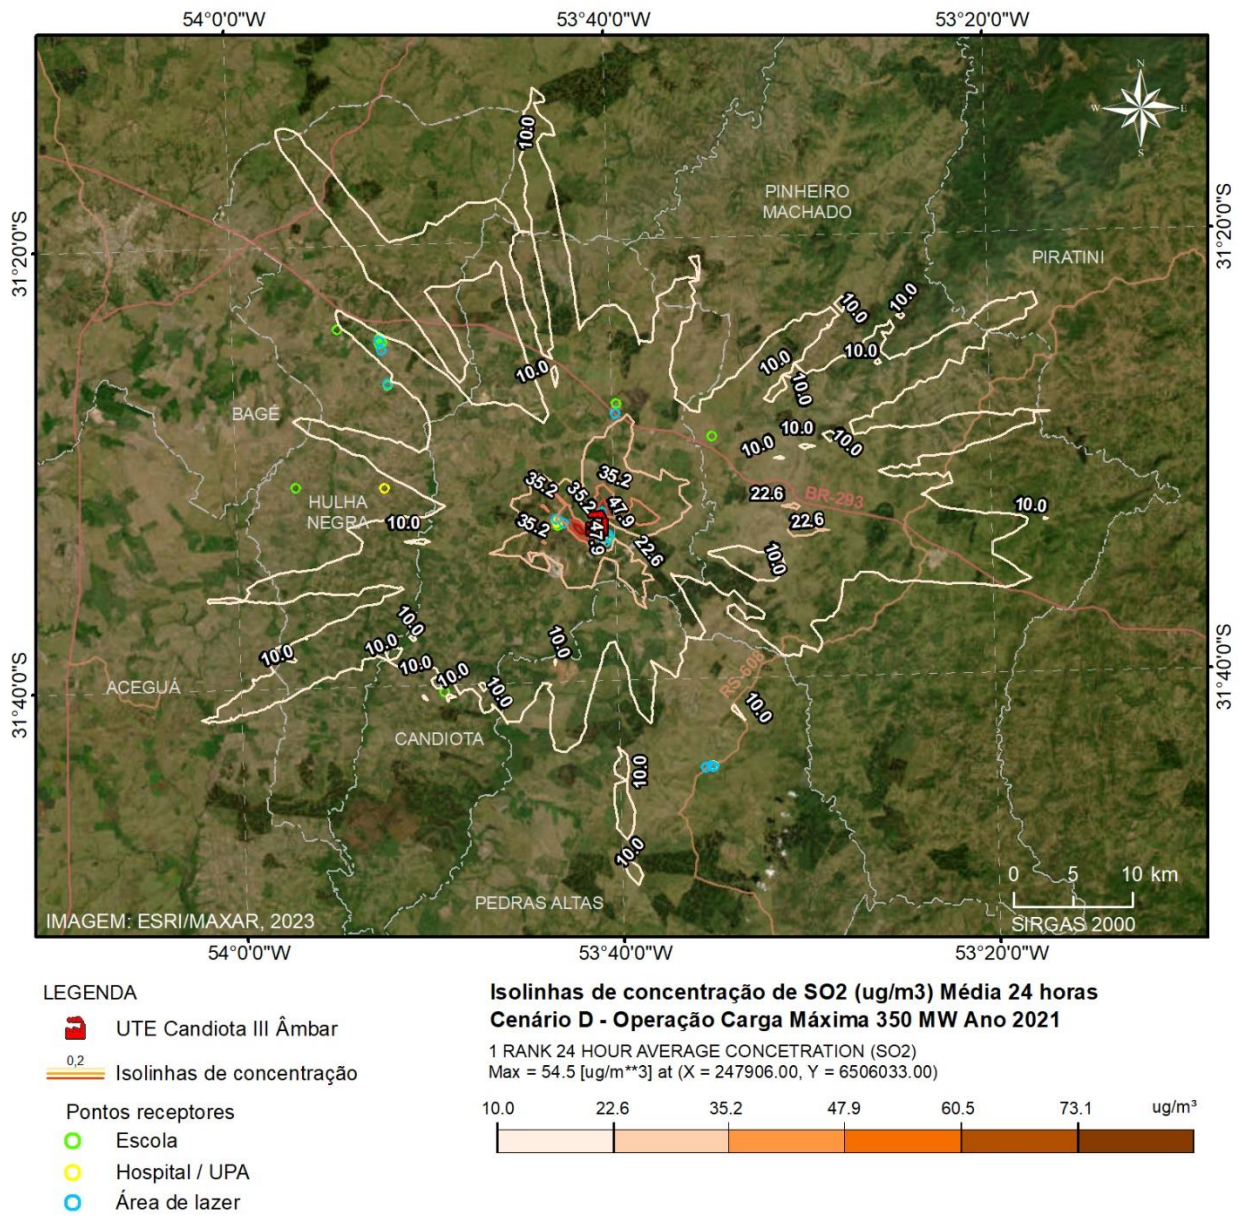 54°0'0"W 53°40'0"W 53°20'0"W
N
W E
S
10.0
PINHEIRO
MACHADO
31°20'0"S
31°20'0"S
PIRATINI
10.0
10.0
10.0
10.0
10.0
10.0
BAGÉ
10.0
10.0
10.0
35.2
35.2
35.2
47.9
22.6
BR-293
HULHA
NEGRA
10.0
10.0
35.2
47.9
22.6
22.6
10.0
10.0
10.0
10.0
10.0
10.0
10.0
10.0
31°40'0"S
31°40'0"S
ACEGUÁ
10.0
CANDIOTA
10.0
10.0
0 5 10 km
PEDRAS ALTAS
IMAGEM: ESRI/MAXAR, 2023
SIRGAS 2000
54°0'0"W 53°40'0"W 53°20'0"W
LEGENDA
UTE Candiota III Âmbar
0,2
Isolinhas de concentração
Pontos receptores
Escola
Hospital / UPA
Área de lazer
Isolinhas de concentração de SO2 (ug/m3) Média 24 horas
Cenário D - Operação Carga Máxima 350 MW Ano 2021
1 RANK 24 HOUR AVERAGE CONCETRATION (SO2)
Max = 54.5 [ug/m**3] at (X = 247906.00, Y = 6506033.00)
10.0 22.6 35.2 47.9 60.5 73.1 ug/m³